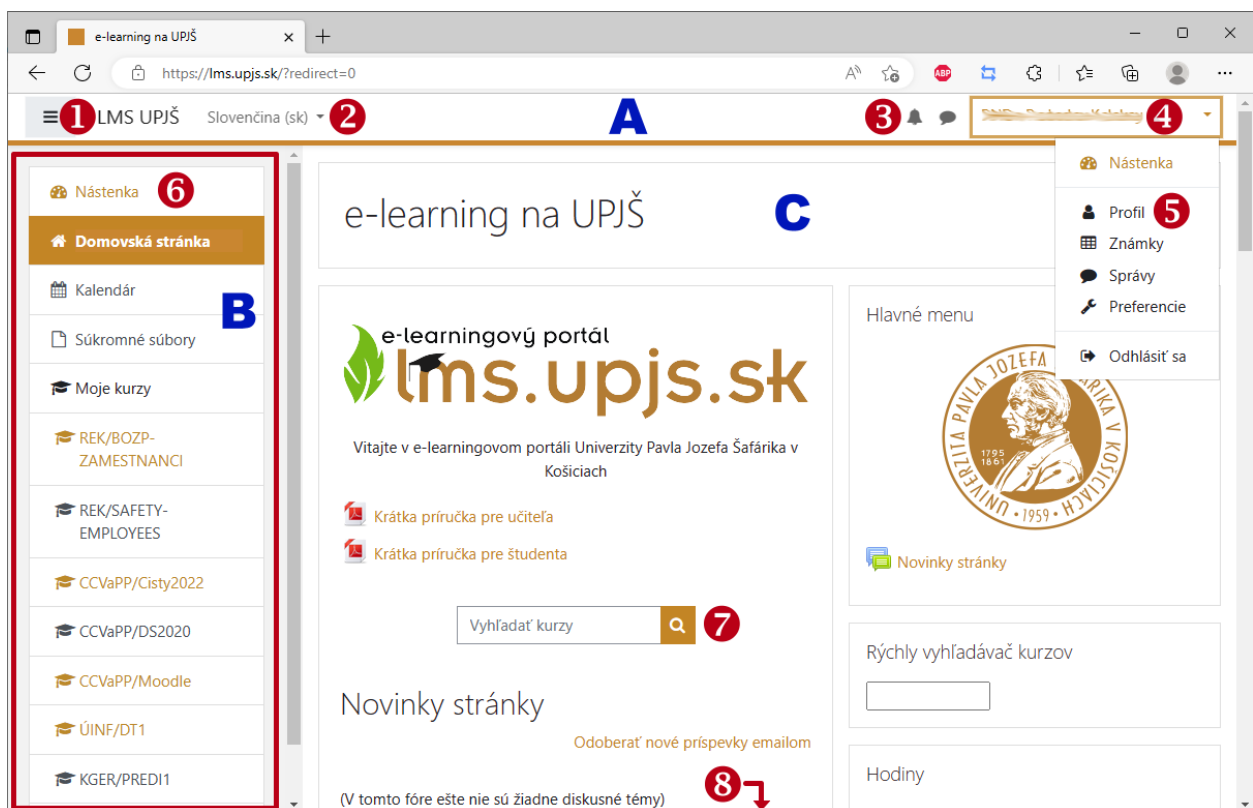 e-learning na UPJŠ
https://lms.upjs.sk/?redirect=0
ABP
1 LMS UPJŠ Slovenčina (sk) 2 A 3 4
B
Nástenka 6
Domovská stránka
Kalendár
Súkromné súbory
Moje kurzy
REK/BOZP-
ZAMESTNANCI
REK/SAFETY-
EMPLOYEES
CCVaPP/Cisty2022
CCVaPP/DS2020
CCVaPP/Moodle
ÚINF/DT1
KGER/PREDI1
e-learning na UPJŠ C
e-learningový portál
lms.upjs.sk
Vitajte v e-learningovom portáli Univerzity Pavla Jozefa Šafárika v
Košiciach
Krátka príručka pre učiteľa
Krátka príručka pre študenta
Vyhľadať kurzy 7
Novinky stránky
Odoberať nové príspevky emailom
8
(V tomto fóre ešte nie sú žiadne diskusné témy)
Nástenka
Profil 5
Známky
Správy
Preferencie
Odhlásiť sa
Hlavné menu
UNIVERZITA PAVLA JOZEFA ŠAFÁRIKA V KOŠICIACH
1795
1861
1959
Novinky stránky
Rýchly vyhľadávač kurzov
Hodiny